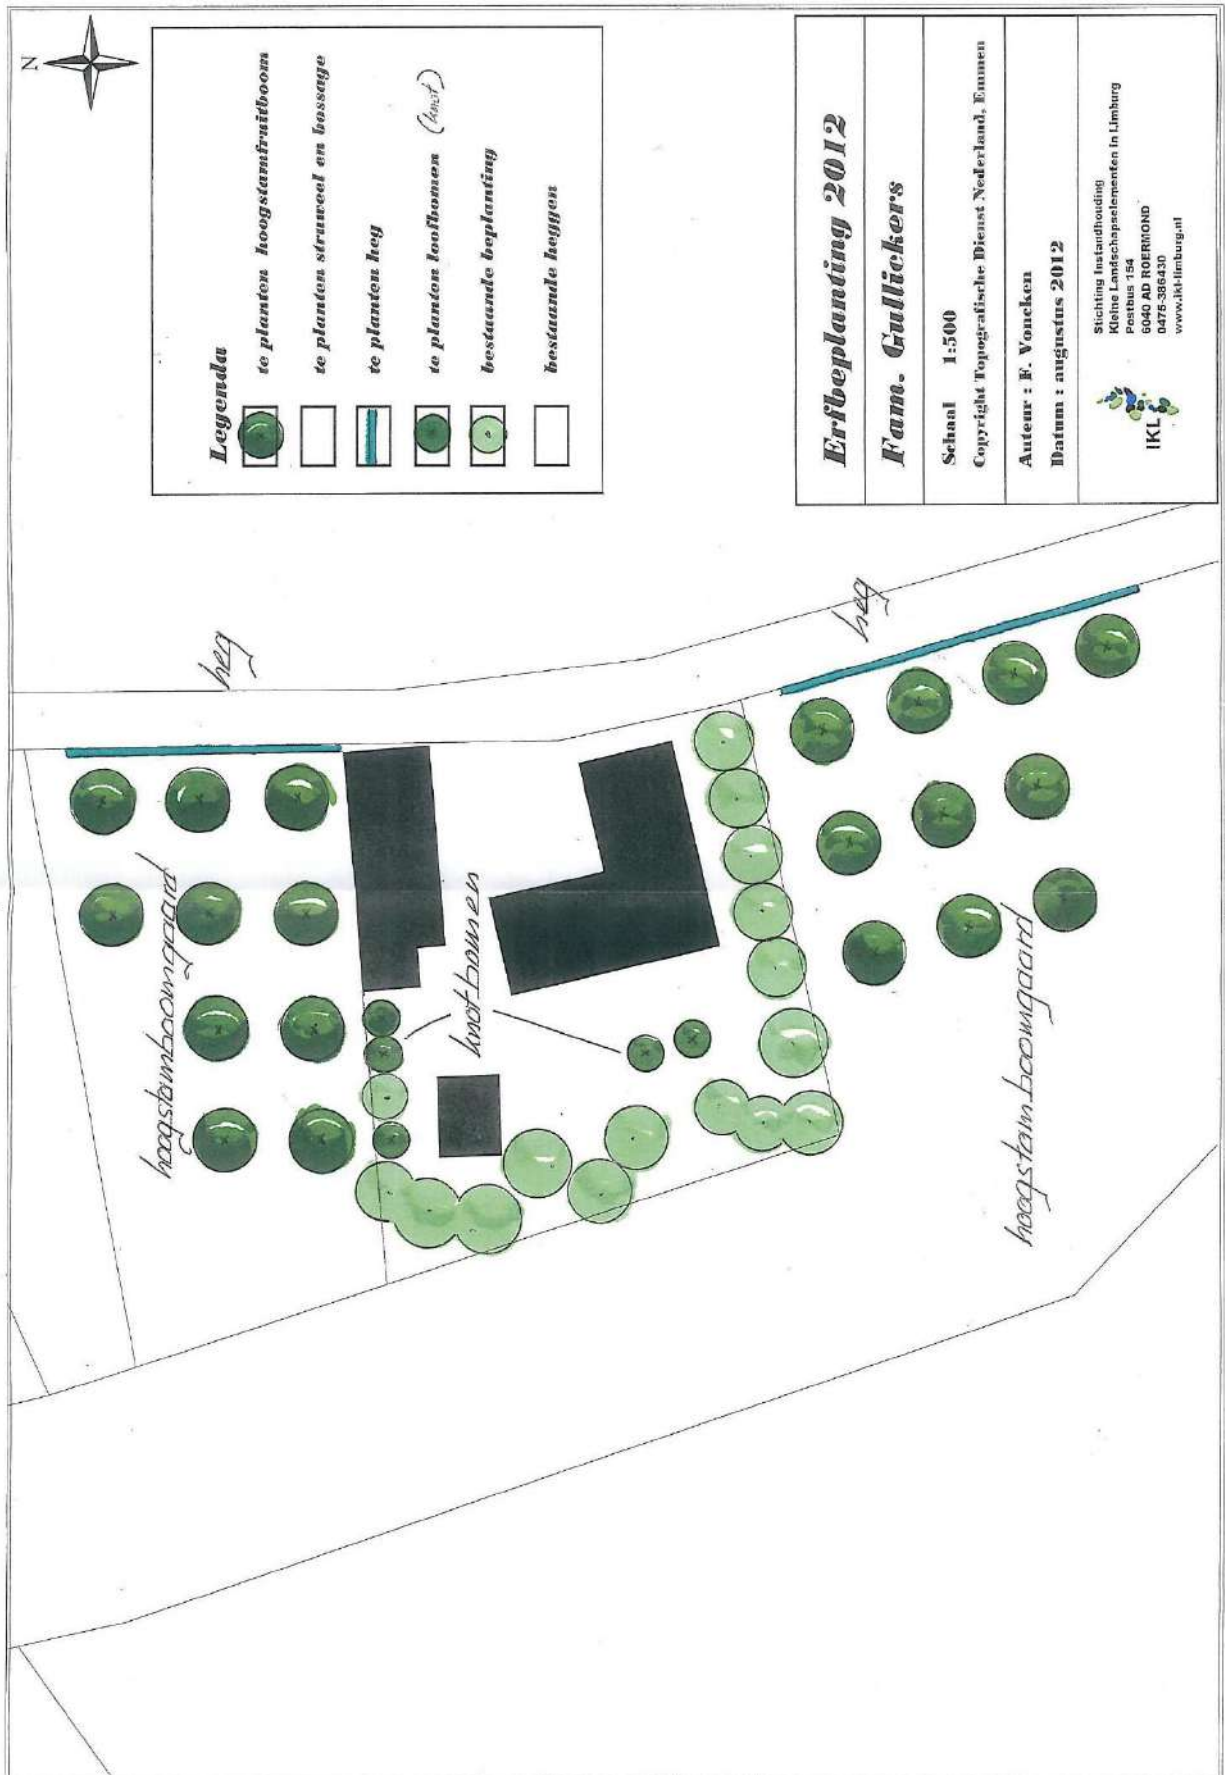 N
Legenda
te planten hoogstamfruitboom
te planten struweel en bossage
te planten heg
te planten loofbomen (knot)
bestaande beplanting
bestaande heggen
Erfbeplanting 2012
Fam. Gullickers
Schaal 1:500
Copyright Topografische Dienst Nederland, Emmen
Auteur : F. Voncken
Datum : augustus 2012
IKL
Stichting Instandhouding
Kleine Landschapselementen in Limburg
Postbus 154
6040 AD ROERMOND
0475-386430
www.ikl-limburg.nl
heg
heg
hoogstamboomgaard
knotbomen
hoogstamboomgaard